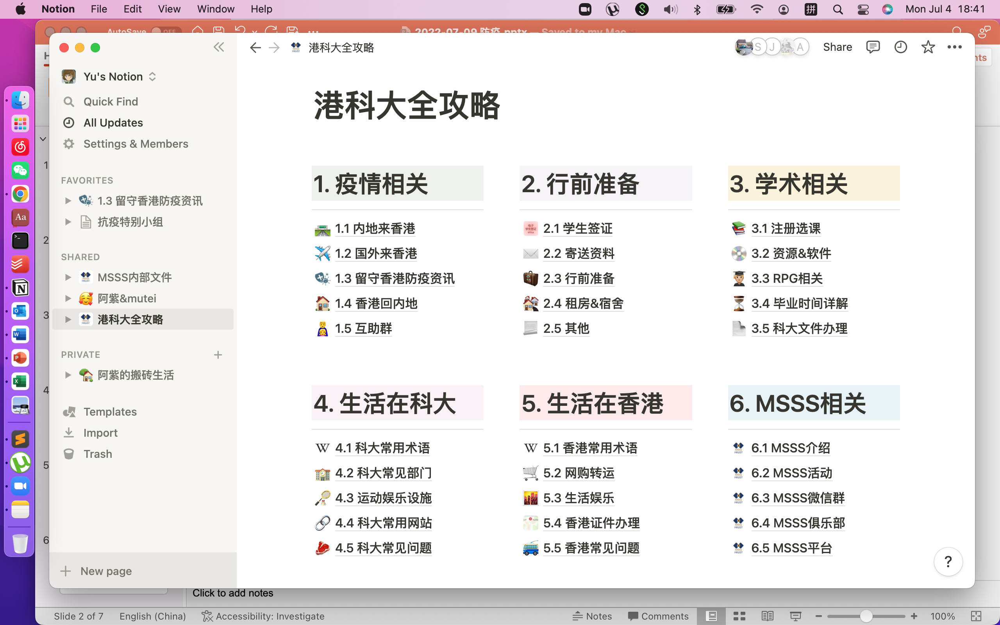 Notion File Edit View Window Help
Mon Jul 4 18:41
AutoSave OFF
2022-07-09 防疫.pptx — Saved to my Mac
港科大全攻略
S J A
Share
Yu's Notion
Quick Find
All Updates
Settings & Members
FAVORITES
1.3 留守香港防疫资讯
抗疫特别小组
SHARED
MSSS内部文件
阿紫&mutei
港科大全攻略
PRIVATE
阿紫的搬砖生活
Templates
Import
Trash
New page
港科大全攻略
1. 疫情相关
1.1 内地来香港
1.2 国外来香港
1.3 留守香港防疫资讯
1.4 香港回内地
1.5 互助群
2. 行前准备
2.1 学生签证
2.2 寄送资料
2.3 行前准备
2.4 租房&宿舍
2.5 其他
3. 学术相关
3.1 注册选课
3.2 资源&软件
3.3 RPG相关
3.4 毕业时间详解
3.5 科大文件办理
4. 生活在科大
4.1 科大常用术语
4.2 科大常见部门
4.3 运动娱乐设施
4.4 科大常用网站
4.5 科大常见问题
5. 生活在香港
5.1 香港常用术语
5.2 网购转运
5.3 生活娱乐
5.4 香港证件办理
5.5 香港常见问题
6. MSSS相关
6.1 MSSS介绍
6.2 MSSS活动
6.3 MSSS微信群
6.4 MSSS俱乐部
6.5 MSSS平台
?
1
2
3
4
5
6
Click to add notes
Slide 2 of 7 English (China) Accessibility: Investigate Notes Comments 100%